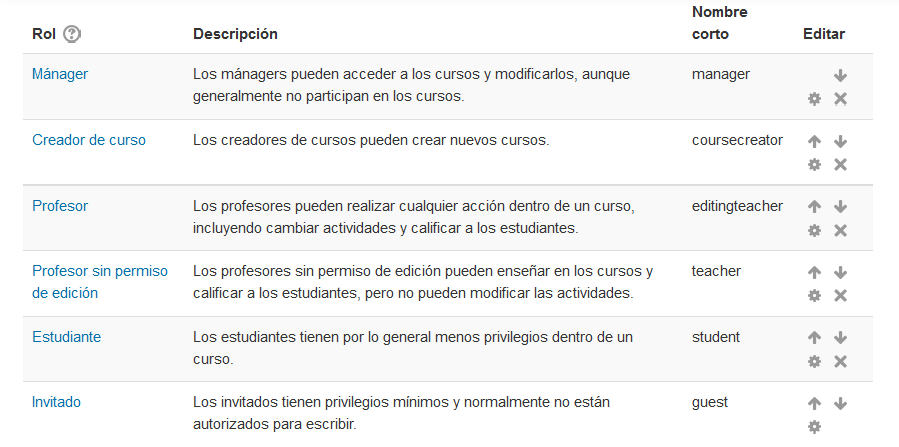 Rol
Descripción
Nombre
corto
Editar
Mánager
Los mánagers pueden acceder a los cursos y modificarlos, aunque
generalmente no participan en los cursos.
manager
Creador de curso
Los creadores de cursos pueden crear nuevos cursos.
coursecreator
Profesor
Los profesores pueden realizar cualquier acción dentro de un curso,
incluyendo cambiar actividades y calificar a los estudiantes.
editingteacher
Profesor sin permiso
de edición
Los profesores sin permiso de edición pueden enseñar en los cursos y
calificar a los estudiantes, pero no pueden modificar las actividades.
teacher
Estudiante
Los estudiantes tienen por lo general menos privilegios dentro de un
curso.
student
Invitado
Los invitados tienen privilegios mínimos y normalmente no están
autorizados para escribir.
guest